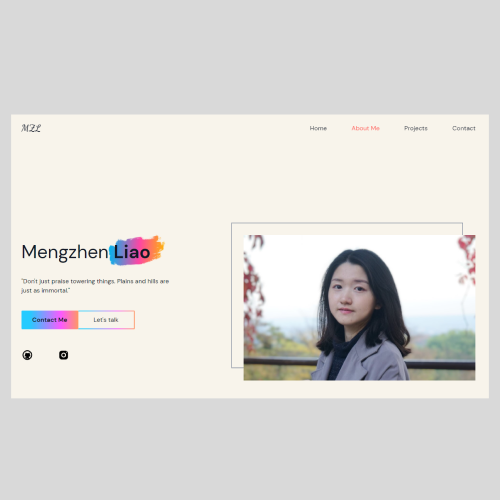 MZL
Home About Me Projects Contact
Mengzhen Liao
"Don't just praise towering things. Plains and hills are
just as immortal."
Contact Me Let's talk